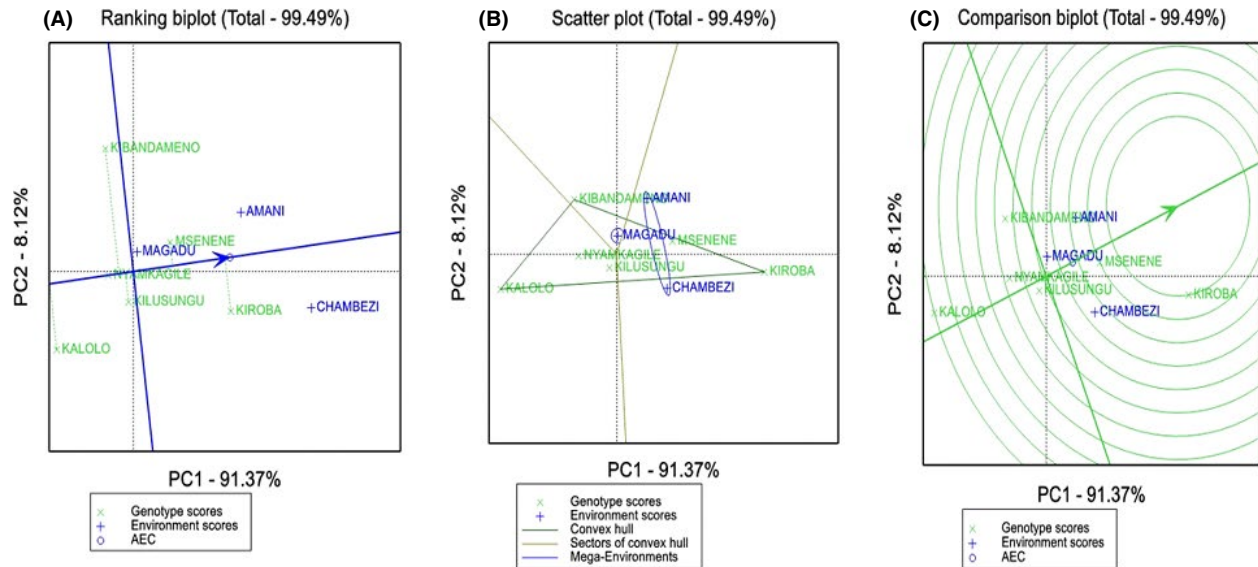 (A) Ranking biplot (Total - 99.49%)
PC2 - 8.12%
KIBANDAMENO
AMANI
MSENENE
MAGADU
NYAMKAGILE
KILUSUNGU
KIROBA
CHAMBEZI
KALOLO
PC1 - 91.37%
Genotype scores
Environment scores
AEC
(B) Scatter plot (Total - 99.49%)
PC2 - 8.12%
KIBANDAMENO
AMANI
MAGADU
MSENENE
NYAMKAGILE
KILUSUNGU
KIROBA
KALOLO
CHAMBEZI
PC1 - 91.37%
Genotype scores
Environment scores
Convex hull
Sectors of convex hull
Mega-Environments
(C) Comparison biplot (Total - 99.49%)
PC2 - 8.12%
KIBANDAMENO
AMANI
MAGADU
MSENENE
NYAMKAGILE
KILUSUNGU
KIROBA
KALOLO
CHAMBEZI
PC1 - 91.37%
Genotype scores
Environment scores
AEC